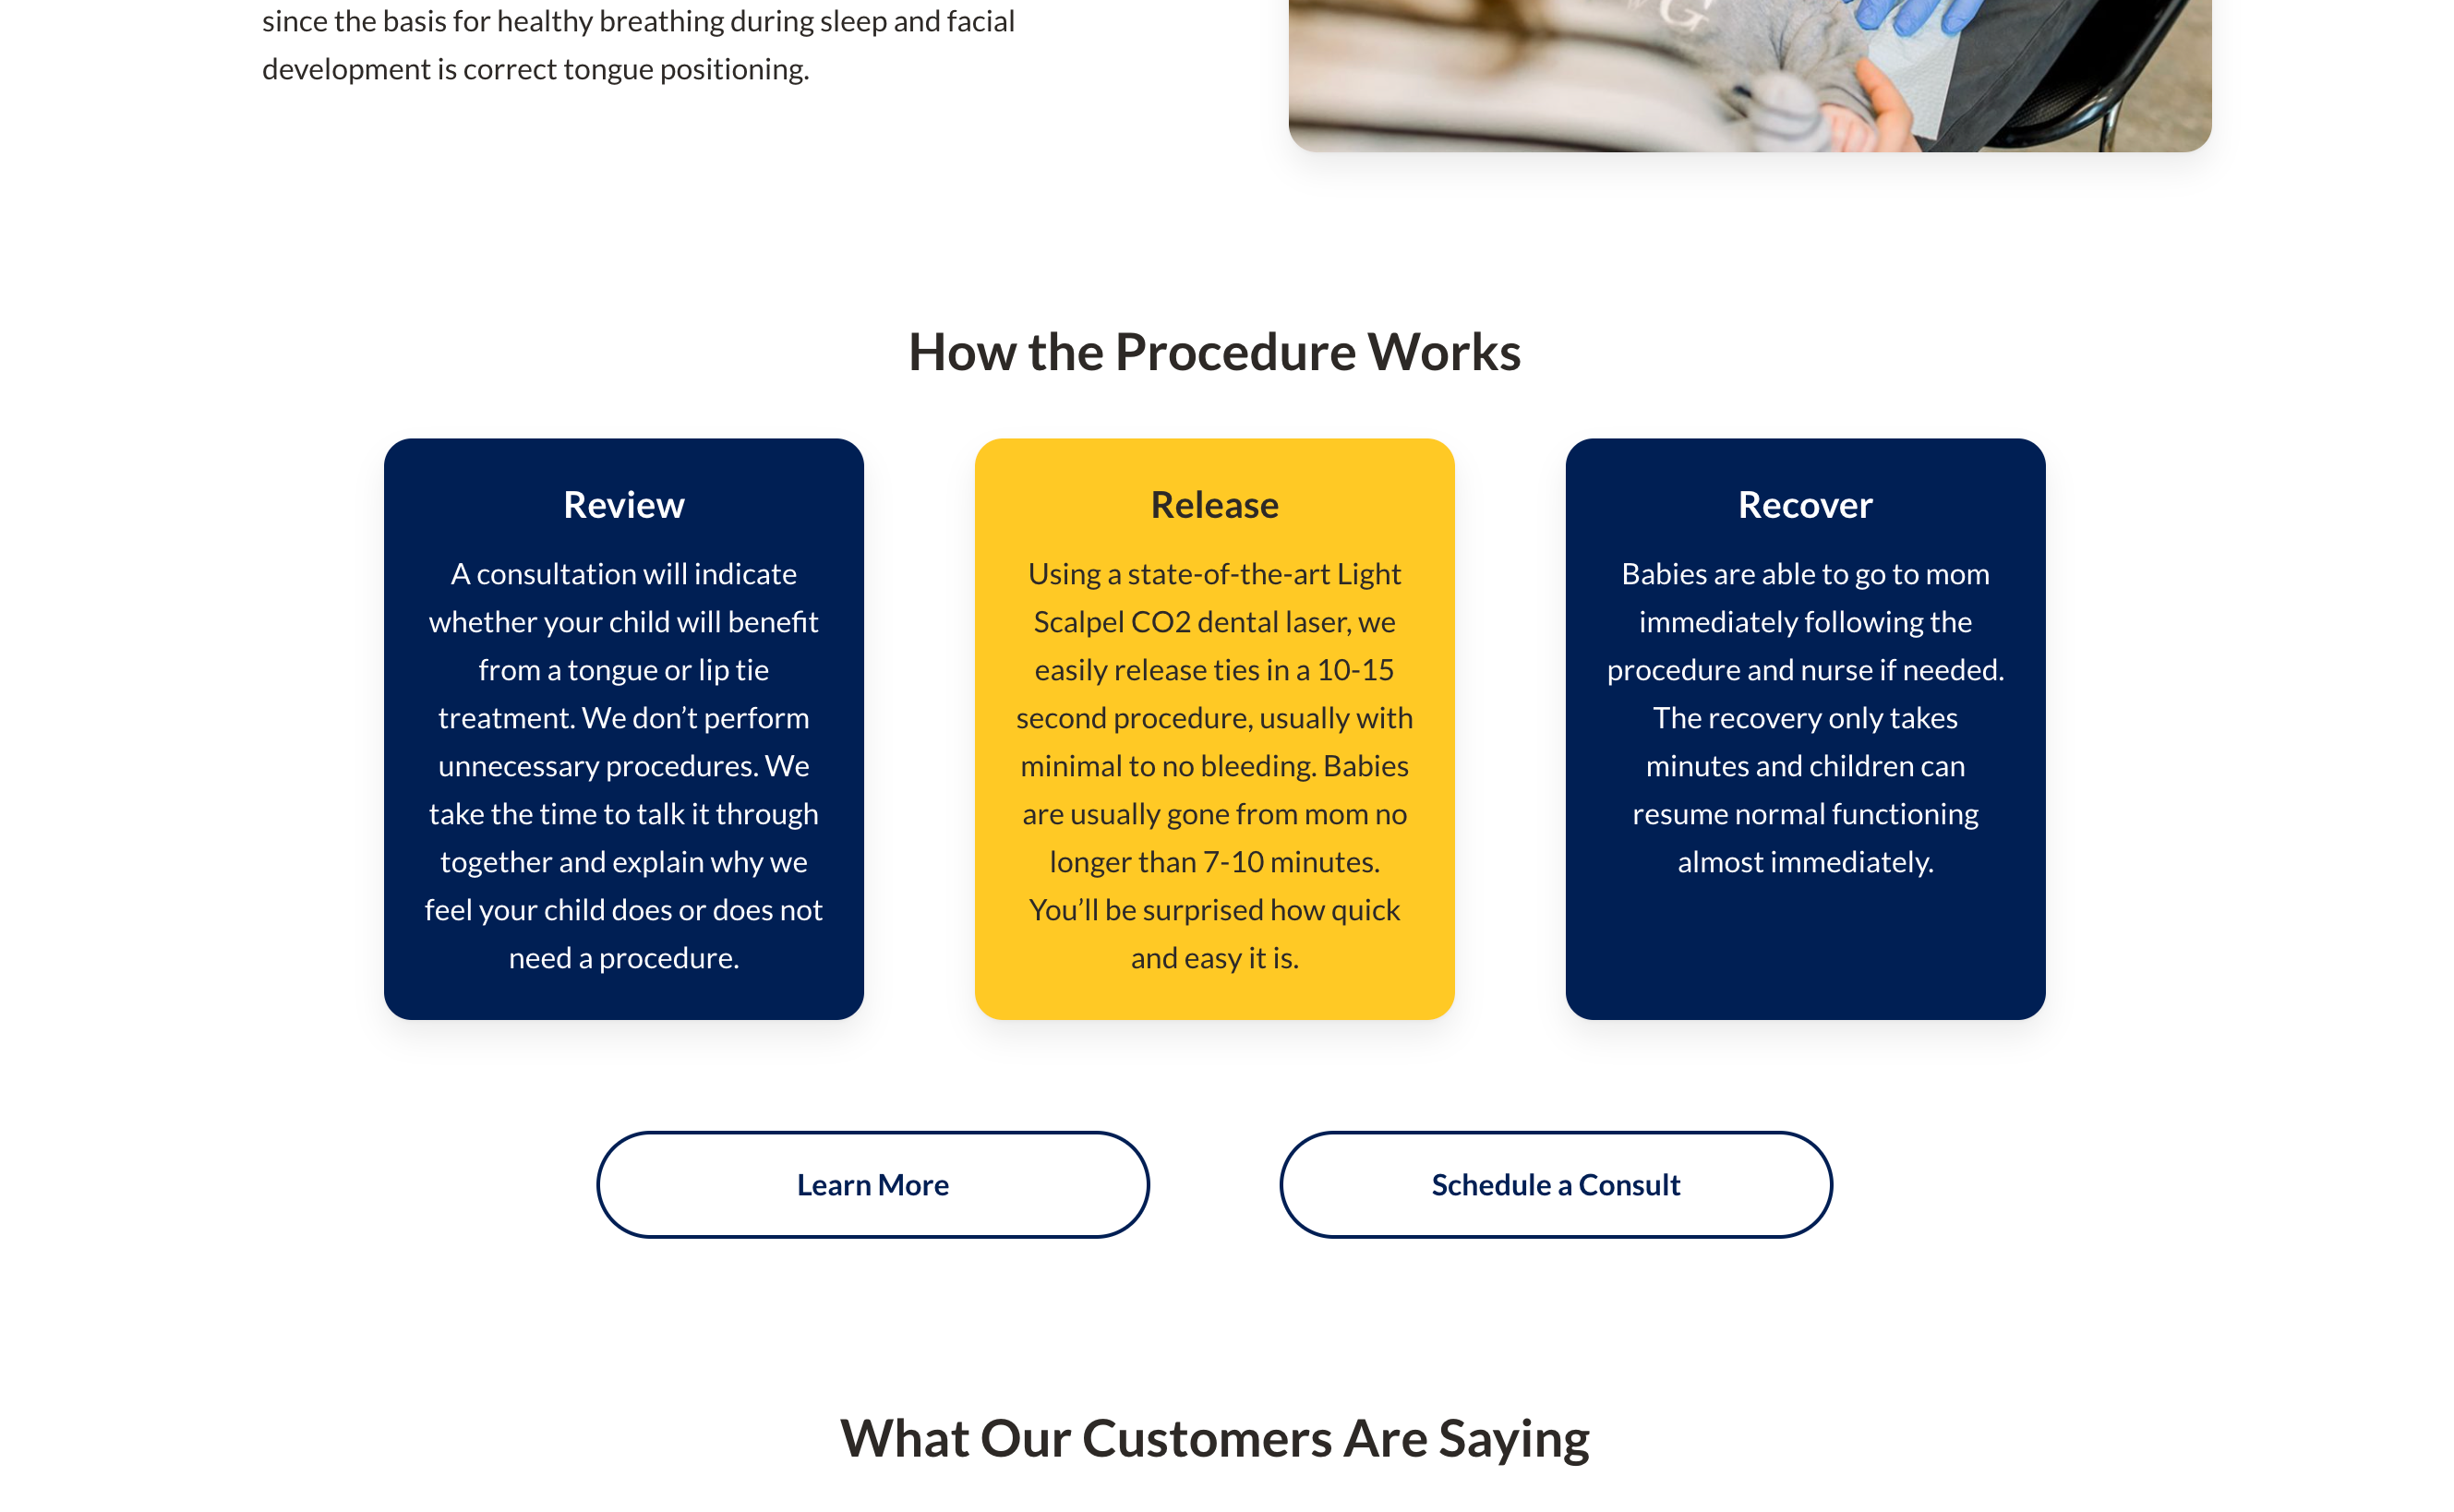 since the basis for healthy breathing during sleep and facial
development is correct tongue positioning.
How the Procedure Works
Review
A consultation will indicate
whether your child will benefit
from a tongue or lip tie
treatment. We don’t perform
unnecessary procedures. We
take the time to talk it through
together and explain why we
feel your child does or does not
need a procedure.
Release
Using a state-of-the-art Light
Scalpel CO2 dental laser, we
easily release ties in a 10-15
second procedure, usually with
minimal to no bleeding. Babies
are usually gone from mom no
longer than 7-10 minutes.
You’ll be surprised how quick
and easy it is.
Recover
Babies are able to go to mom
immediately following the
procedure and nurse if needed.
The recovery only takes
minutes and children can
resume normal functioning
almost immediately.
Learn More
Schedule a Consult
What Our Customers Are Saying